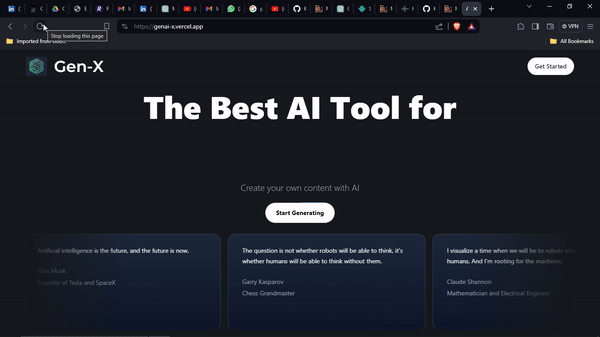 https://genai-x.vercel.app
VPN
Stop loading this page
All Bookmarks
Gen-X
Get Started
The Best AI Tool for
Create your own content with AI
Start Generating
Artificial intelligence is the future, and the future is now.
Elon Musk
Founder of Tesla and SpaceX
The question is not whether robots will be able to think, it's
whether humans will be able to think without them.
Garry Kasparov
Chess Grandmaster
I visualize a time when we will be to robots
humans. And I'm rooting for the machines.
Claude Shannon
Mathematician and Electrical Engineer